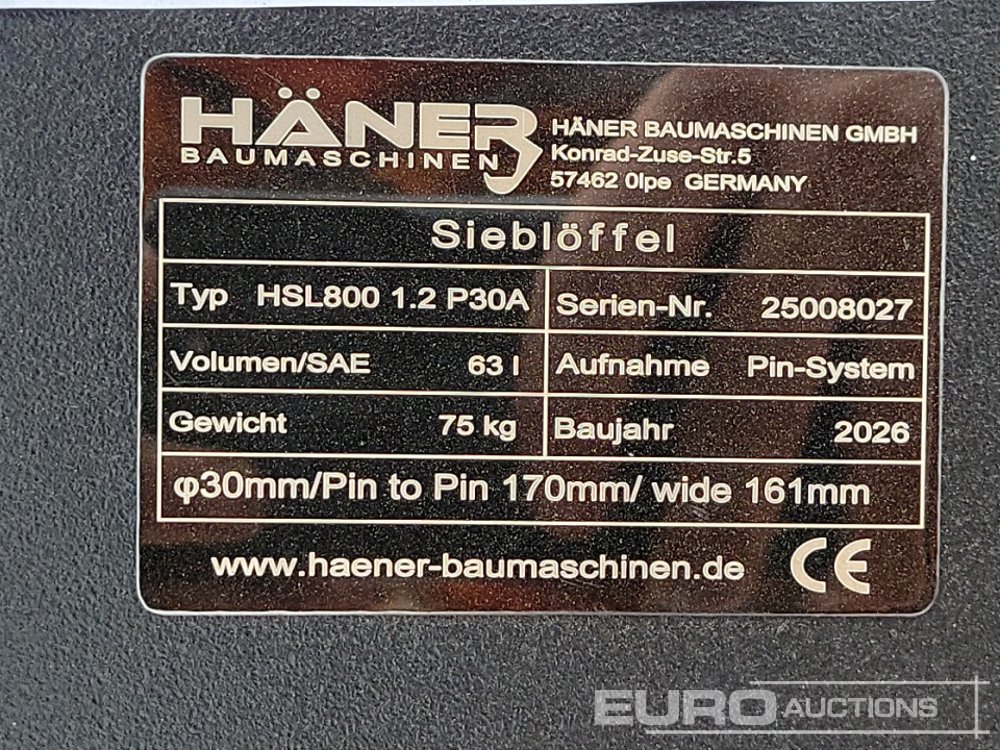 HÄNER
BAUMASCHINEN
HÄNER BAUMASCHINEN GMBH
Konrad-Zuse-Str.5
57462 Olpe GERMANY
Sieblöffel
Typ HSL800 1.2 P30A
Serien-Nr. 25008027
Volumen/SAE 63 l
Aufnahme Pin-System
Gewicht 75 kg
Baujahr 2026
φ30mm/Pin to Pin 170mm/ wide 161mm
www.haener-baumaschinen.de CE
EURO AUCTIONS